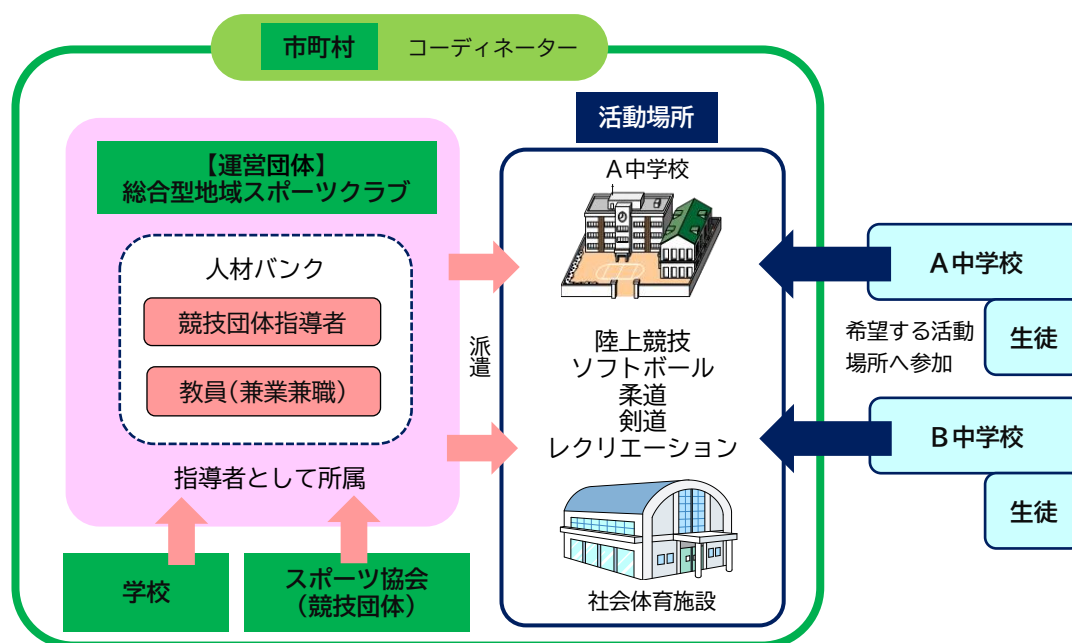 市町村 コーディネーター
【運営団体】
総合型地域スポーツクラブ
人材バンク
競技団体指導者
教員(兼業兼職)
指導者として所属
学校
スポーツ協会
(競技団体)
派遣
活動場所
A中学校
陸上競技
ソフトボール
柔道
剣道
レクリエーション
社会体育施設
A中学校
生徒
希望する活動
場所へ参加
B中学校
生徒